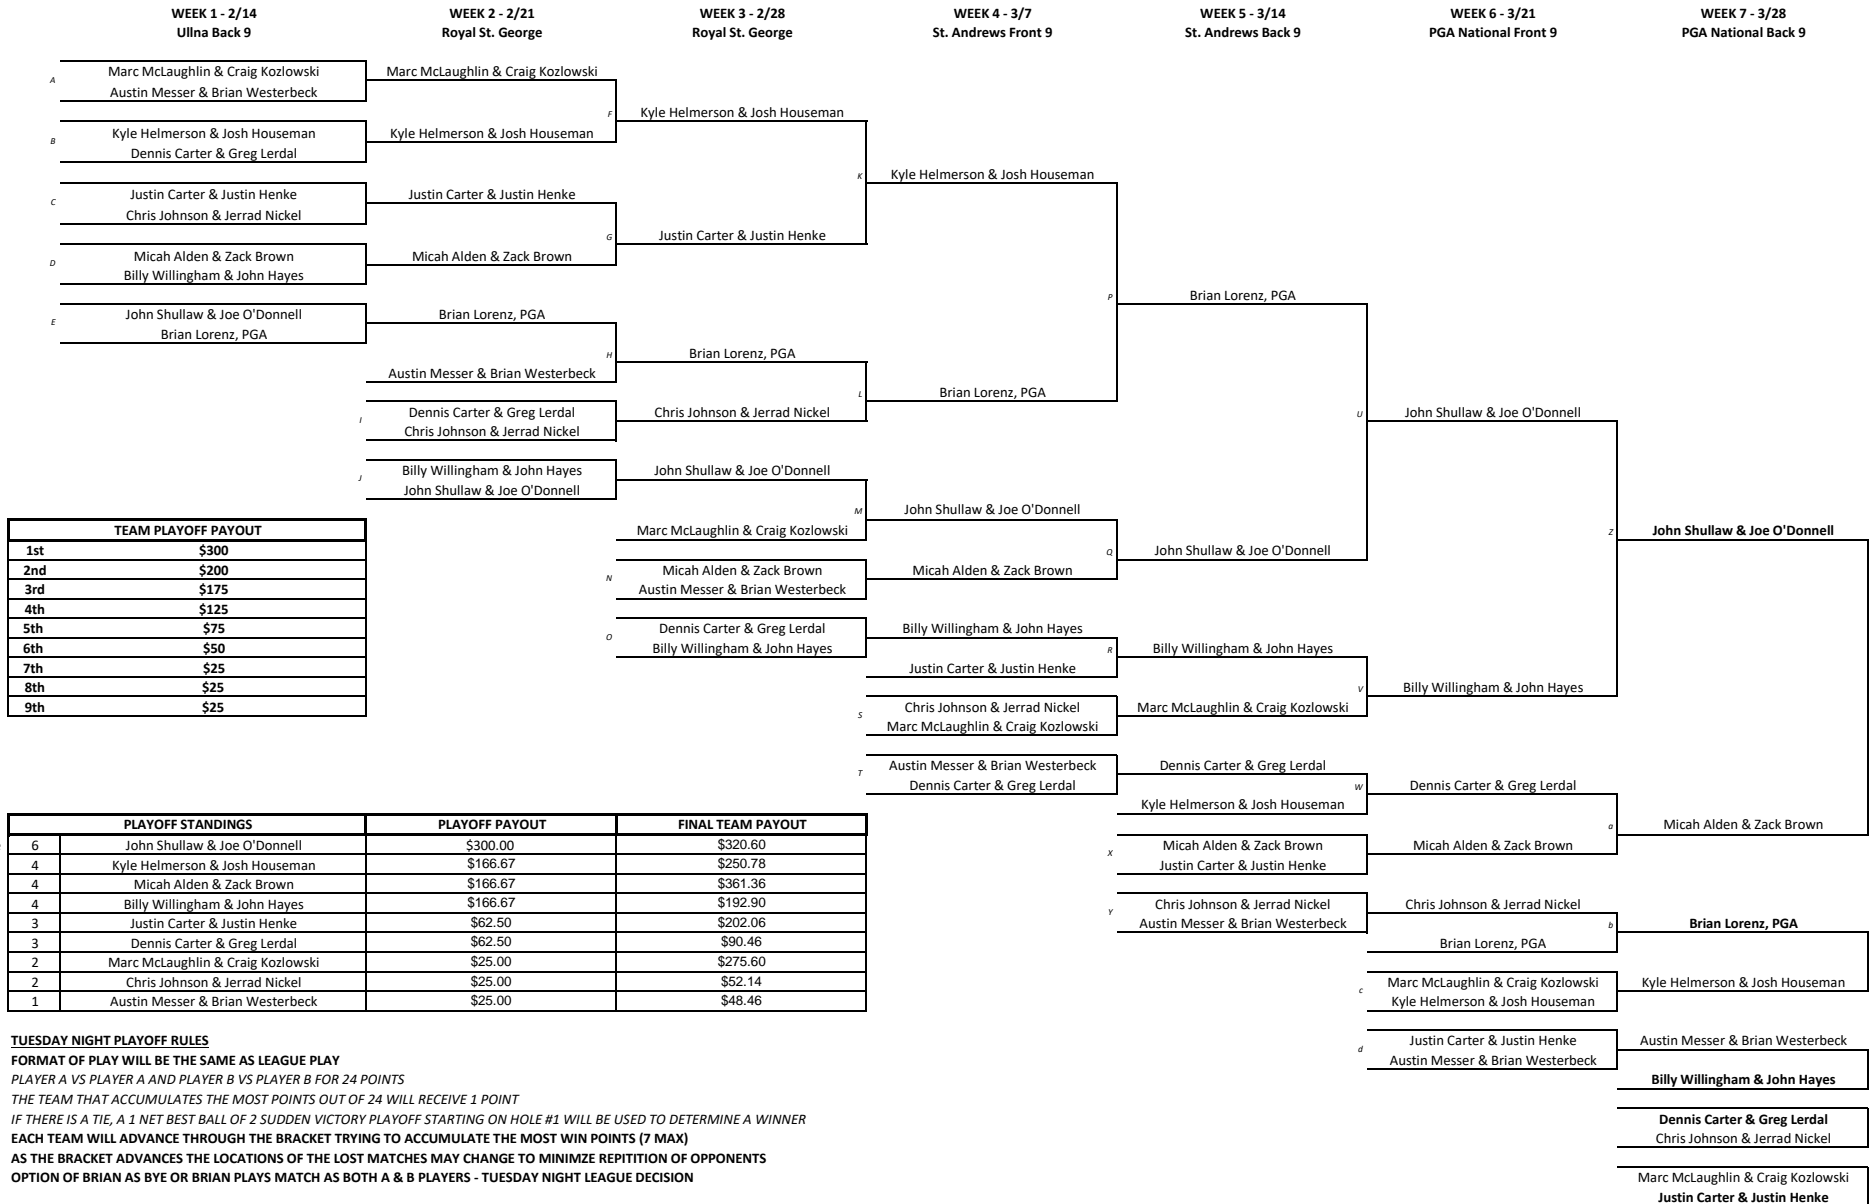 WEEK 1 - 2/14
Ullna Back 9
WEEK 2 - 2/21
Royal St. George
WEEK 3 - 2/28
Royal St. George
WEEK 4 - 3/7
St. Andrews Front 9
WEEK 5 - 3/14
St. Andrews Back 9
WEEK 6 - 3/21
PGA National Front 9
WEEK 7 - 3/28
PGA National Back 9
A
Marc McLaughlin & Craig Kozlowski
Austin Messer & Brian Westerbeck
B
Kyle Helmerson & Josh Houseman
Dennis Carter & Greg Lerdal
C
Justin Carter & Justin Henke
Chris Johnson & Jerrad Nickel
D
Micah Alden & Zack Brown
Billy Willingham & John Hayes
E
John Shullaw & Joe O'Donnell
Brian Lorenz, PGA
Marc McLaughlin & Craig Kozlowski
F
Kyle Helmerson & Josh Houseman
Justin Carter & Justin Henke
G
Micah Alden & Zack Brown
Brian Lorenz, PGA
H
Austin Messer & Brian Westerbeck
I
Dennis Carter & Greg Lerdal
Chris Johnson & Jerrad Nickel
J
Billy Willingham & John Hayes
John Shullaw & Joe O'Donnell
Kyle Helmerson & Josh Houseman
K
Justin Carter & Justin Henke
Brian Lorenz, PGA
L
Chris Johnson & Jerrad Nickel
John Shullaw & Joe O'Donnell
M
Marc McLaughlin & Craig Kozlowski
N
Micah Alden & Zack Brown
Austin Messer & Brian Westerbeck
O
Dennis Carter & Greg Lerdal
Billy Willingham & John Hayes
Kyle Helmerson & Josh Houseman
P
Brian Lorenz, PGA
John Shullaw & Joe O'Donnell
Q
Micah Alden & Zack Brown
Billy Willingham & John Hayes
R
Justin Carter & Justin Henke
S
Chris Johnson & Jerrad Nickel
Marc McLaughlin & Craig Kozlowski
T
Austin Messer & Brian Westerbeck
Dennis Carter & Greg Lerdal
Brian Lorenz, PGA
U
John Shullaw & Joe O'Donnell
Billy Willingham & John Hayes
V
Marc McLaughlin & Craig Kozlowski
Dennis Carter & Greg Lerdal
W
Kyle Helmerson & Josh Houseman
X
Micah Alden & Zack Brown
Justin Carter & Justin Henke
Y
Chris Johnson & Jerrad Nickel
Austin Messer & Brian Westerbeck
John Shullaw & Joe O'Donnell
Z
Billy Willingham & John Hayes
Dennis Carter & Greg Lerdal
a
Micah Alden & Zack Brown
Chris Johnson & Jerrad Nickel
b
Brian Lorenz, PGA
c
Marc McLaughlin & Craig Kozlowski
Kyle Helmerson & Josh Houseman
d
Justin Carter & Justin Henke
Austin Messer & Brian Westerbeck
John Shullaw & Joe O'Donnell
Micah Alden & Zack Brown
Brian Lorenz, PGA
Kyle Helmerson & Josh Houseman
Austin Messer & Brian Westerbeck
Billy Willingham & John Hayes
Dennis Carter & Greg Lerdal
Chris Johnson & Jerrad Nickel
Marc McLaughlin & Craig Kozlowski
Justin Carter & Justin Henke
TEAM PLAYOFF PAYOUT
1st $300
2nd $200
3rd $175
4th $125
5th $75
6th $50
7th $25
8th $25
9th $25
PLAYOFF STANDINGS PLAYOFF PAYOUT FINAL TEAM PAYOUT
6 John Shullaw & Joe O'Donnell $300.00 $320.60
4 Kyle Helmerson & Josh Houseman $166.67 $250.78
4 Micah Alden & Zack Brown $166.67 $361.36
4 Billy Willingham & John Hayes $166.67 $192.90
3 Justin Carter & Justin Henke $62.50 $202.06
3 Dennis Carter & Greg Lerdal $62.50 $90.46
2 Marc McLaughlin & Craig Kozlowski $25.00 $275.60
2 Chris Johnson & Jerrad Nickel $25.00 $52.14
1 Austin Messer & Brian Westerbeck $25.00 $48.46
TUESDAY NIGHT PLAYOFF RULES
FORMAT OF PLAY WILL BE THE SAME AS LEAGUE PLAY
PLAYER A VS PLAYER A AND PLAYER B VS PLAYER B FOR 24 POINTS
THE TEAM THAT ACCUMULATES THE MOST POINTS OUT OF 24 WILL RECEIVE 1 POINT
IF THERE IS A TIE, A 1 NET BEST BALL OF 2 SUDDEN VICTORY PLAYOFF STARTING ON HOLE #1 WILL BE USED TO DETERMINE A WINNER
EACH TEAM WILL ADVANCE THROUGH THE BRACKET TRYING TO ACCUMULATE THE MOST WIN POINTS (7 MAX)
AS THE BRACKET ADVANCES THE LOCATIONS OF THE LOST MATCHES MAY CHANGE TO MINIMZE REPITITION OF OPPONENTS
OPTION OF BRIAN AS BYE OR BRIAN PLAYS MATCH AS BOTH A & B PLAYERS - TUESDAY NIGHT LEAGUE DECISION